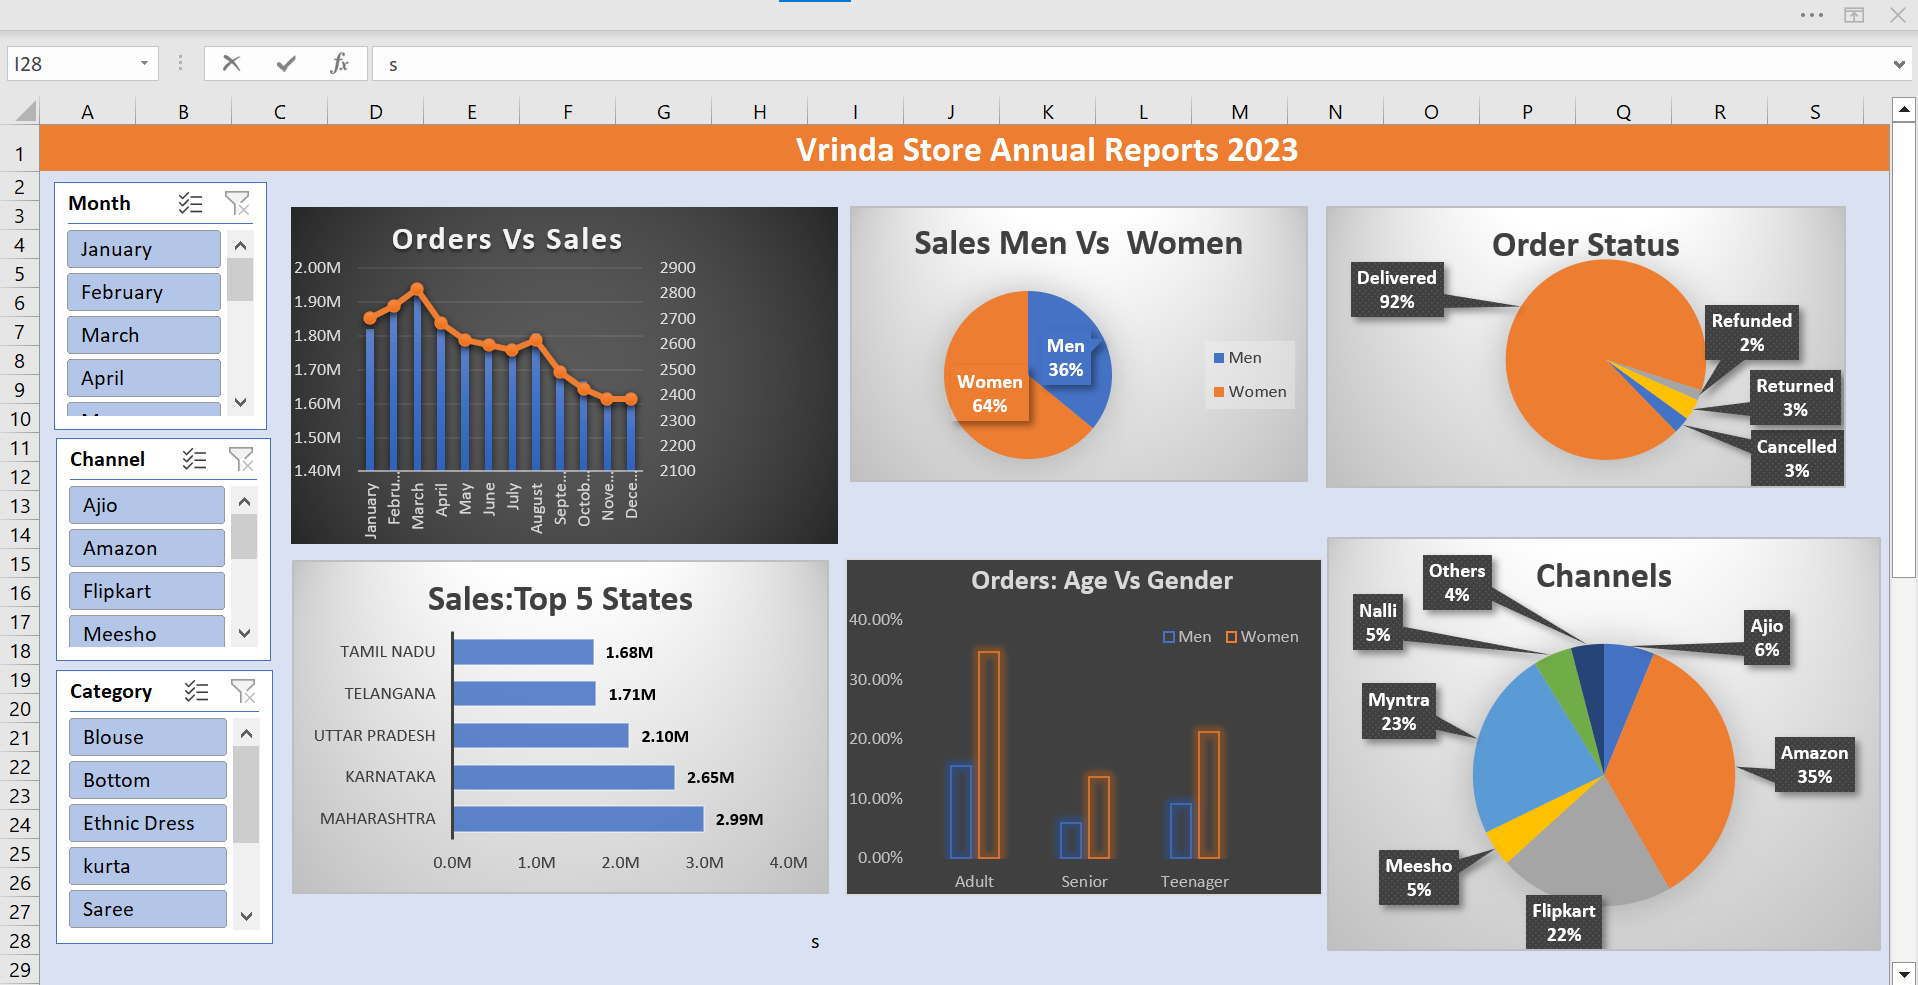 I28
fx
s
A B C D E F G H I J K L M N O P Q R S
1
2
3
4
5
6
7
8
9
10
11
12
13
14
15
16
17
18
19
20
21
22
23
24
25
26
27
28
29
Vrinda Store Annual Reports 2023
Month
January
February
March
April
Channel
Ajio
Amazon
Flipkart
Meesho
Category
Blouse
Bottom
Ethnic Dress
kurta
Saree
Orders Vs Sales
2.00M
1.90M
1.80M
1.70M
1.60M
1.50M
1.40M
2900
2800
2700
2600
2500
2400
2300
2200
2100
January
Febru...
March
April
May
June
July
August
Septe...
Octob...
Nove...
Dece...
Sales Men Vs Women
Men
36%
Women
64%
Men
Women
Order Status
Delivered
92%
Refunded
2%
Returned
3%
Cancelled
3%
Sales:Top 5 States
TAMIL NADU 1.68M
TELANGANA 1.71M
UTTAR PRADESH 2.10M
KARNATAKA 2.65M
MAHARASHTRA 2.99M
0.0M 1.0M 2.0M 3.0M 4.0M
Orders: Age Vs Gender
Men Women
40.00%
30.00%
20.00%
10.00%
0.00%
Adult Senior Teenager
Channels
Others
4%
Nalli
5%
Ajio
6%
Myntra
23%
Amazon
35%
Meesho
5%
Flipkart
22%
s